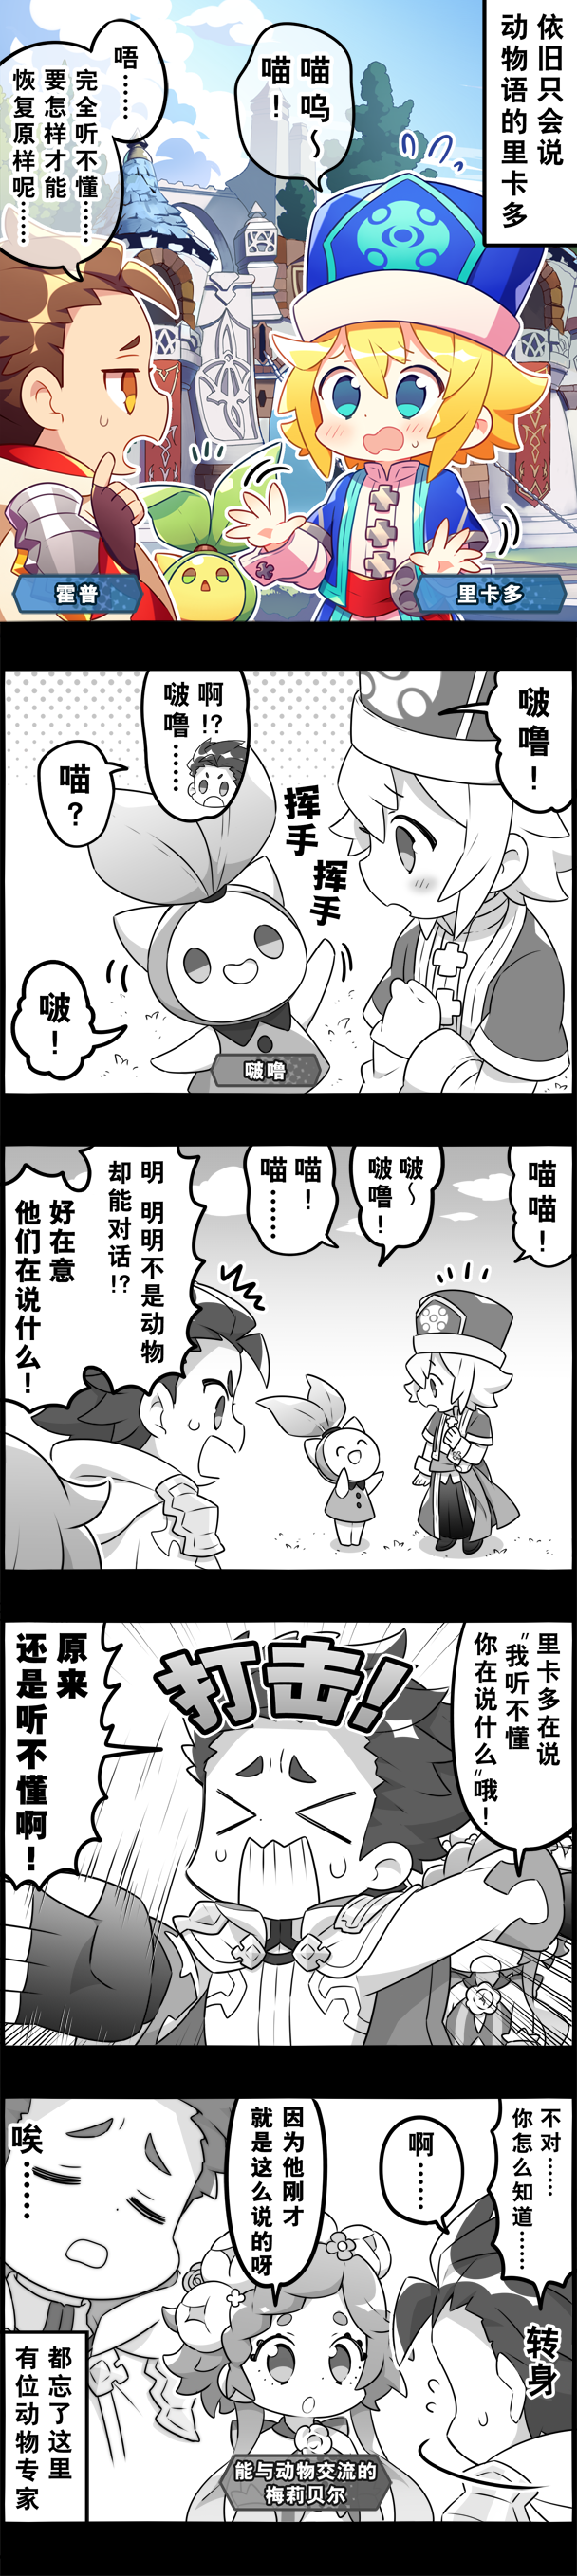 依旧只会说
动物语的里卡多
喵呜～
喵！
唔……
完全听不懂……
要怎样才能
恢复原样呢……
霍普
里卡多
啵噜！
啊!?
啵噜……
喵？
挥手
挥手
啵！
啵噜
喵喵！
啵～
啵噜！
喵！
喵……
明 明明不是动物
却能对话!?
好在意
他们在说什么！
里卡多在说
“我听不懂
你在说什么”哦！
打击！
原来
还是听不懂啊！
不对……
你怎么知道……
啊……
转身
因为他刚才
就是这么说的呀
能与动物交流的
梅莉贝尔
唉……
都忘了这里
有位动物专家